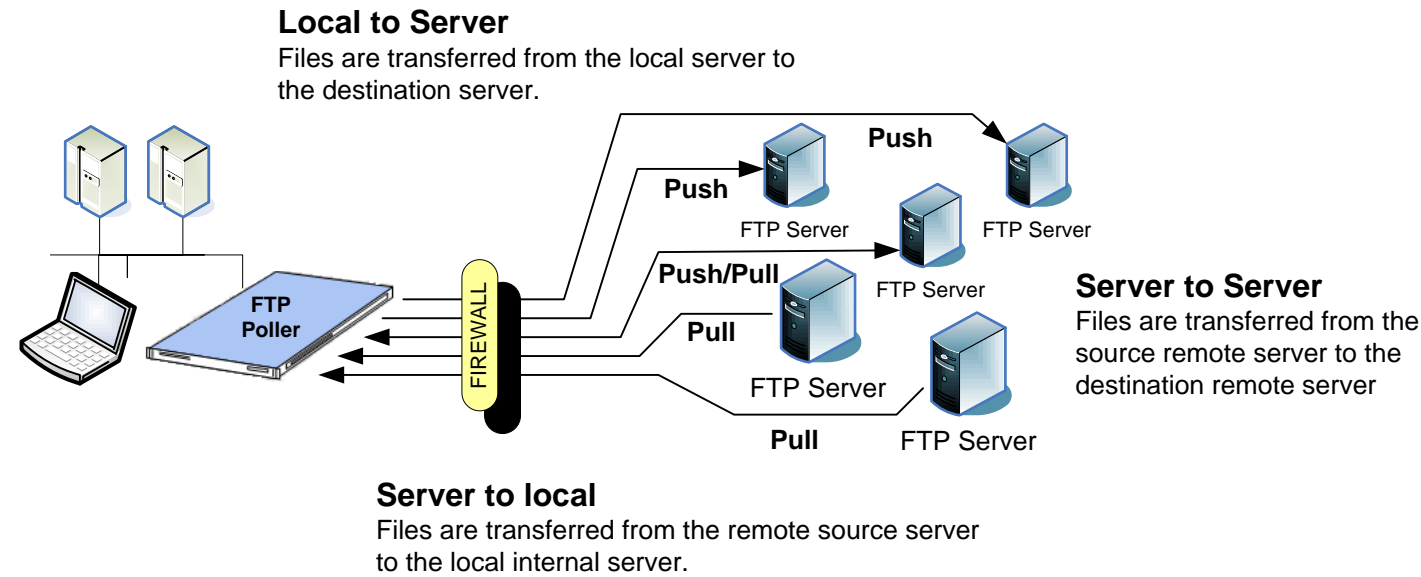 Local to Server
Files are transferred from the local server to
the destination server.
Push
Push
FTP Server
FTP Server
Push/Pull
FTP Server
Server to Server
Files are transferred from the
source remote server to the
destination remote server
FTP
Poller
FIREWALL
Pull
FTP Server
Pull
FTP Server
Server to local
Files are transferred from the remote source server
to the local internal server.